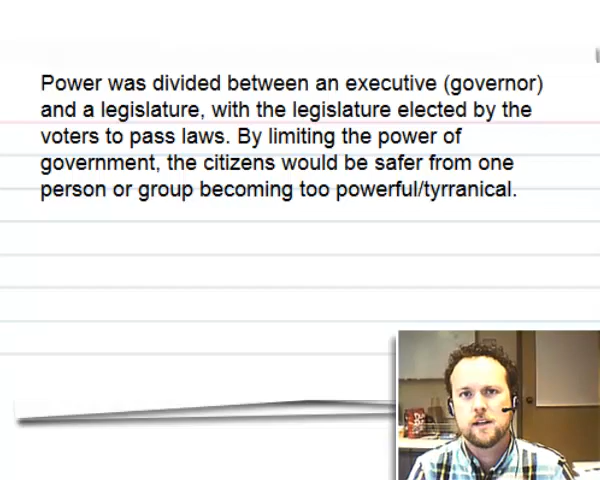 Power was divided between an executive (governor)
and a legislature, with the legislature elected by the
voters to pass laws. By limiting the power of
government, the citizens would be safer from one
person or group becoming too powerful/tyrranical.